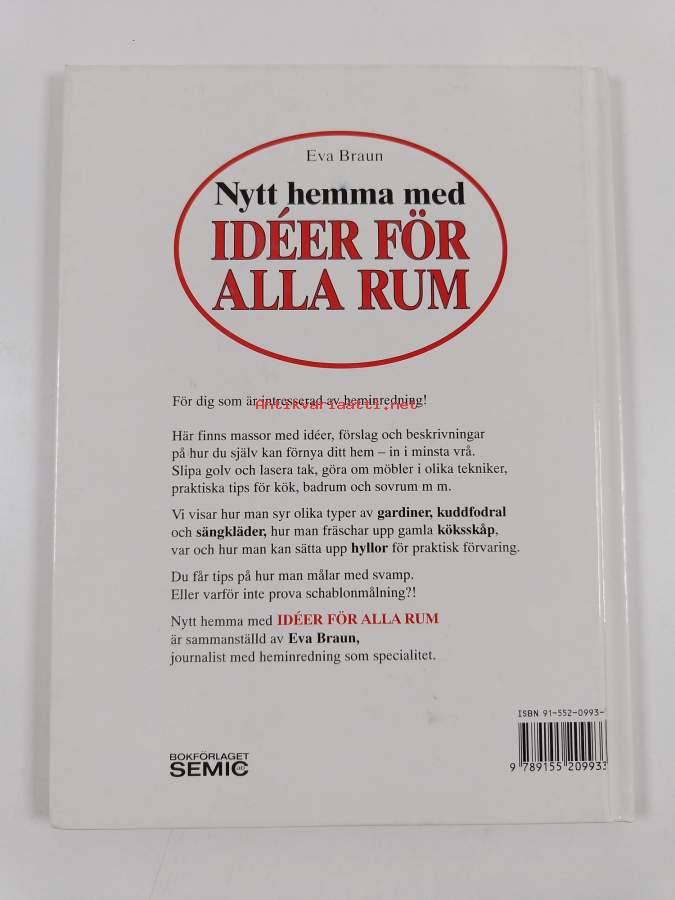 Eva Braun
Nytt hemma med
IDÉER FÖR
ALLA RUM
För dig som är intresserad av heminredning!
Antikvariaatti.net
Här finns massor med idéer, förslag och beskrivningar
på hur du själv kan förnya ditt hem – in i minsta vrå.
Slipa golv och lasera tak, göra om möbler i olika tekniker,
praktiska tips för kök, badrum och sovrum m m.
Vi visar hur man syr olika typer av gardiner, kuddfodral
och sängkläder, hur man fräschar upp gamla köksskåp,
var och hur man kan sätta upp hyllor för praktisk förvaring.
Du får tips på hur man målar med svamp.
Eller varför inte prova schablonmålning?!
Nytt hemma med IDÉER FÖR ALLA RUM
är sammanställd av Eva Braun,
journalist med heminredning som specialitet.
ISBN 91-552-0993-
9 789155 209933
BOKFÖRLAGET
SEMIC